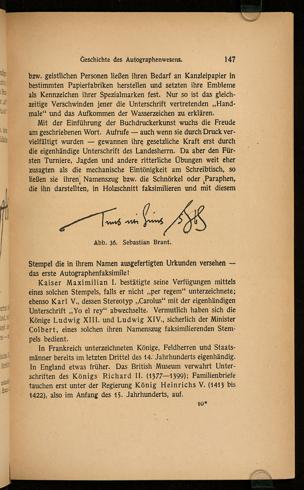 Geschichte des Autographenwesens. 147
bzw. geistlichen Personen ließen ihren Bedarf an Kanzleipapier in
bestimmten Papierfabriken herstellen und setzten ihre Embleme
als Kennzeichen ihrer Spezialmarken fest. Nur so ist das gleich-
zeitige Verschwinden jener die Unterschrift vertretenden „Hand-
male“ und das Aufkommen der Wasserzeichen zu erklären.
Mit der Einführung der Buchdruckerkunst wuchs die Freude
am geschriebenen Wort. Aufrufe — auch wenn sie durch Druck ver-
vielfältigt wurden — gewannen ihre gesetzliche Kraft erst durch
die eigenhändige Unterschrift des Landesherrn. Da aber den Für-
sten Turniere, Jagden und andere ritterliche Übungen weit eher
zusagten als die mechanische Eintönigkeit am Schreibtisch, so
ließen sie ihren Namenszug bzw. die Schnörkel oder Paraphen,
die ihn darstellten, in Holzschnitt faksimilieren und mit diesem
Abb. 36. Sebastian Brant.
Stempel die in ihrem Namen ausgefertigten Urkunden versehen —
das erste Autographenfaksimile!
Kaiser Maximilian I. bestätigte seine Verfügungen mittels
eines solchen Stempels, falls er nicht „per regem“ unterzeichnete;
ebenso Karl V., dessen Stereotyp „Carolus“ mit der eigenhändigen
Unterschrift „Yo el rey“ abwechselte. Vermutlich haben sich die
Könige Ludwig XIII. und Ludwig XIV., sicherlich der Minister
Colbert, eines solchen ihren Namenszug faksimilierenden Stem-
pels bedient.
In Frankreich unterzeichneten Könige, Feldherren und Staats-
männer bereits im letzten Drittel des 14. Jahrhunderts eigenhändig.
In England etwas früher. Das British Museum verwahrt Unter-
schriften des Königs Richard II. (1377—1399); Familienbriefe
tauchen erst unter der Regierung König Heinrichs V. (1413 bis
1422), also im Anfang des 15. Jahrhunderts, auf.
10*